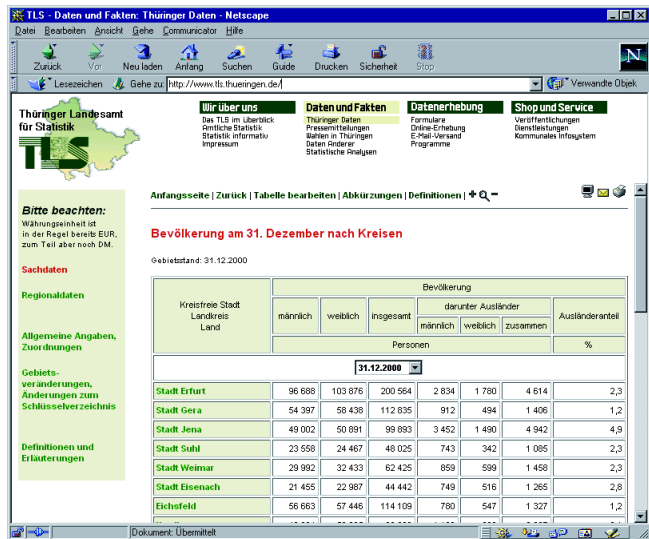 TLS - Daten und Fakten: Thüringer Daten - Netscape
Datei Bearbeiten Ansicht Gehe Communicator Hilfe
Zurück Vor Neu laden Anfang Suchen Guide Drucken Sicherheit Stop
Lesezeichen Gehe zu: http://www.tls.thueringen.de/ Verwandte Objek
Thüringer Landesamt
für Statistik
TLS
Wir über uns
Das TLS im Überblick
Amtliche Statistik
Statistik informativ
Impressum
Daten und Fakten
Thüringer Daten
Pressemitteilungen
Wahlen in Thüringen
Daten Anderer
Statistische Analysen
Datenerhebung
Formulare
Online-Erhebung
E-Mail-Versand
Programme
Shop und Service
Veröffentlichungen
Dienstleistungen
Kommunales Infosystem
Bitte beachten:
Währungseinheit ist
in der Regel bereits EUR,
zum Teil aber noch DM.
Sachdaten
Regionaldaten
Allgemeine Angaben,
Zuordnungen
Gebiets-
veränderungen,
Änderungen zum
Schlüsselverzeichnis
Definitionen und
Erläuterungen
Anfangsseite | Zurück | Tabelle bearbeiten | Abkürzungen | Definitionen |
Bevölkerung am 31. Dezember nach Kreisen
Gebietsstand: 31.12.2000
Kreisfreie Stadt
Landkreis
Land
Bevölkerung
männlich weiblich insgesamt darunter Ausländer Ausländeranteil
männlich weiblich zusammen
Personen %
31.12.2000
Stadt Erfurt 96 688 103 876 200 564 2 834 1 780 4 614 2,3
Stadt Gera 54 397 58 438 112 835 912 494 1 406 1,2
Stadt Jena 49 002 50 891 99 893 3 452 1 490 4 942 4,9
Stadt Suhl 23 558 24 467 48 025 743 342 1 085 2,3
Stadt Weimar 29 992 32 433 62 425 859 599 1 458 2,3
Stadt Eisenach 21 455 22 987 44 442 749 516 1 265 2,8
Eichsfeld 56 663 57 446 114 109 780 547 1 327 1,2
Dokument: Übermittelt